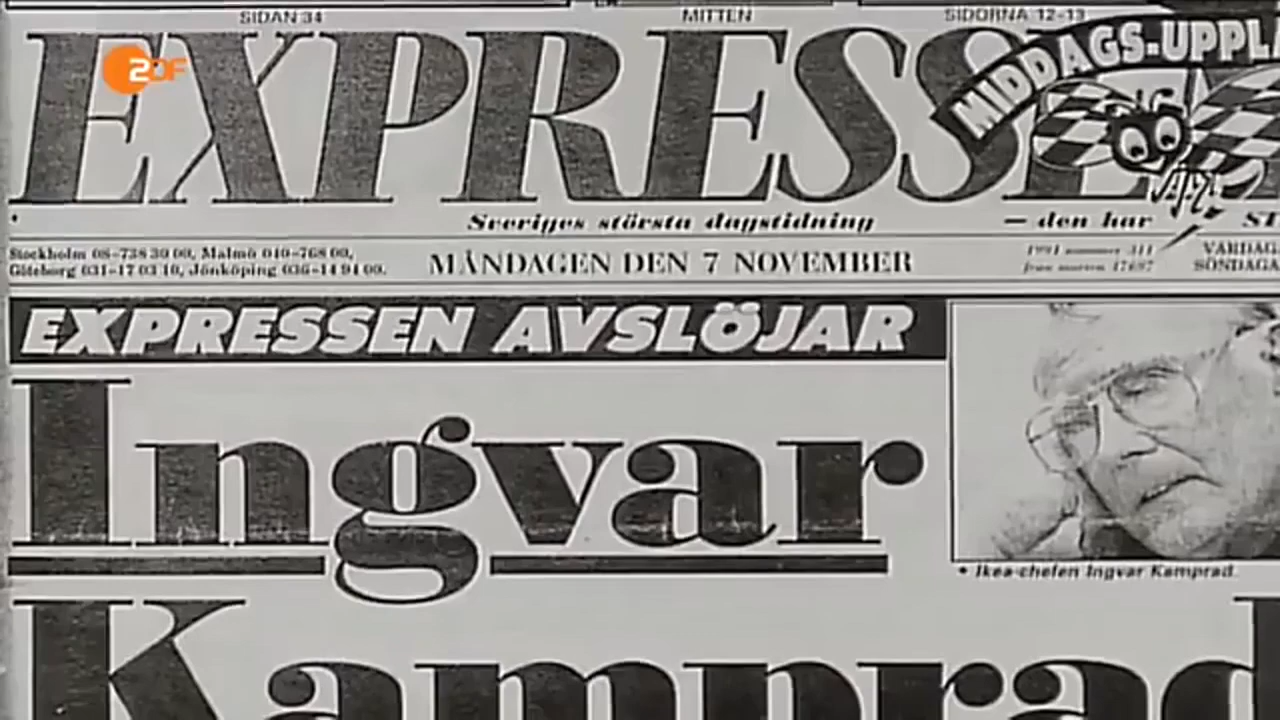 SIDAN 34
MITTEN
SIDORNA 12-13
EXPRESSE
ZDF
MIDDAGS-UPPLA
Sveriges största dagstidning
– den har
Stockholm 08-738 30 00, Malmö 040-768 00,
Göteborg 031-17 03 10, Jönköping 036-14 94 00.
MÅNDAGEN DEN 7 NOVEMBER
VARDAG
SÖNDAGA
EXPRESSEN AVSLÖJAR
Ingvar
• Ikea-chefen Ingvar Kamprad.
Kamprad